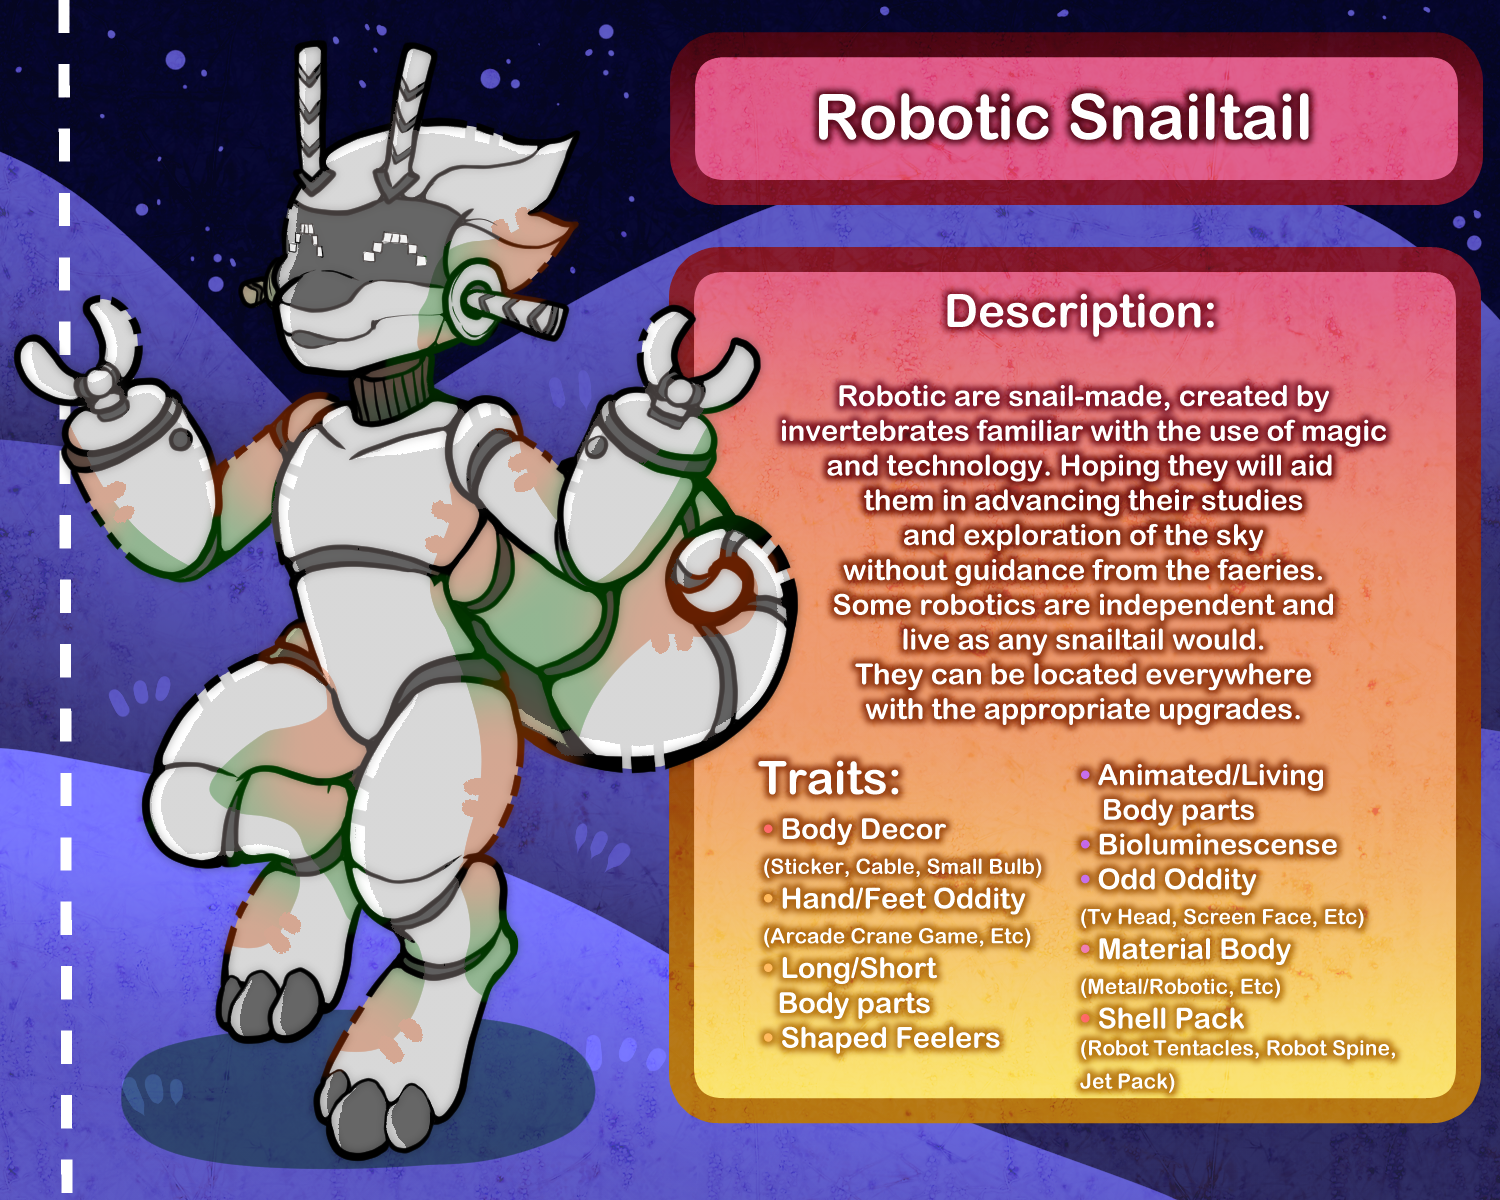 Robotic Snailtail
Description:
Robotic are snail-made, created by
invertebrates familiar with the use of magic
and technology. Hoping they will aid
them in advancing their studies
and exploration of the sky
without guidance from the faeries.
Some robotics are independent and
live as any snailtail would.
They can be located everywhere
with the appropriate upgrades.
Traits:
• Body Decor
(Sticker, Cable, Small Bulb)
• Hand/Feet Oddity
(Arcade Crane Game, Etc)
• Long/Short
Body parts
• Shaped Feelers
• Animated/Living
Body parts
• Bioluminescense
• Odd Oddity
(Tv Head, Screen Face, Etc)
• Material Body
(Metal/Robotic, Etc)
• Shell Pack
(Robot Tentacles, Robot Spine,
Jet Pack)